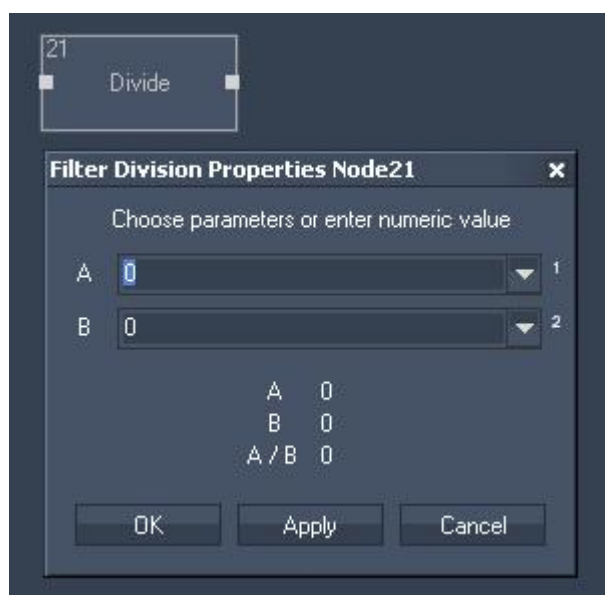 21
Divide
Filter Division Properties Node21 x
Choose parameters or enter numeric value
A 0 1
B 0 2
A 0
B 0
A / B 0
OK Apply Cancel